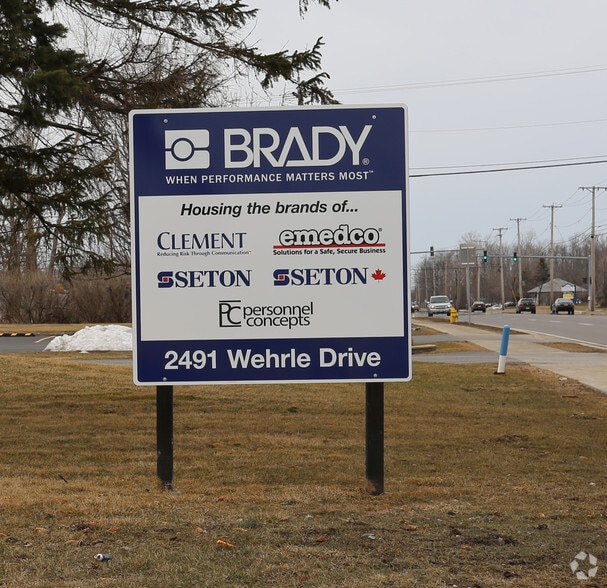 BRADY®
WHEN PERFORMANCE MATTERS MOST™
Housing the brands of...
CLEMENT
Reducing Risk Through Communication
emedco®
Solutions for a Safe, Secure Business
SETON
SETON
PC personnel
concepts
2491 Wehrle Drive